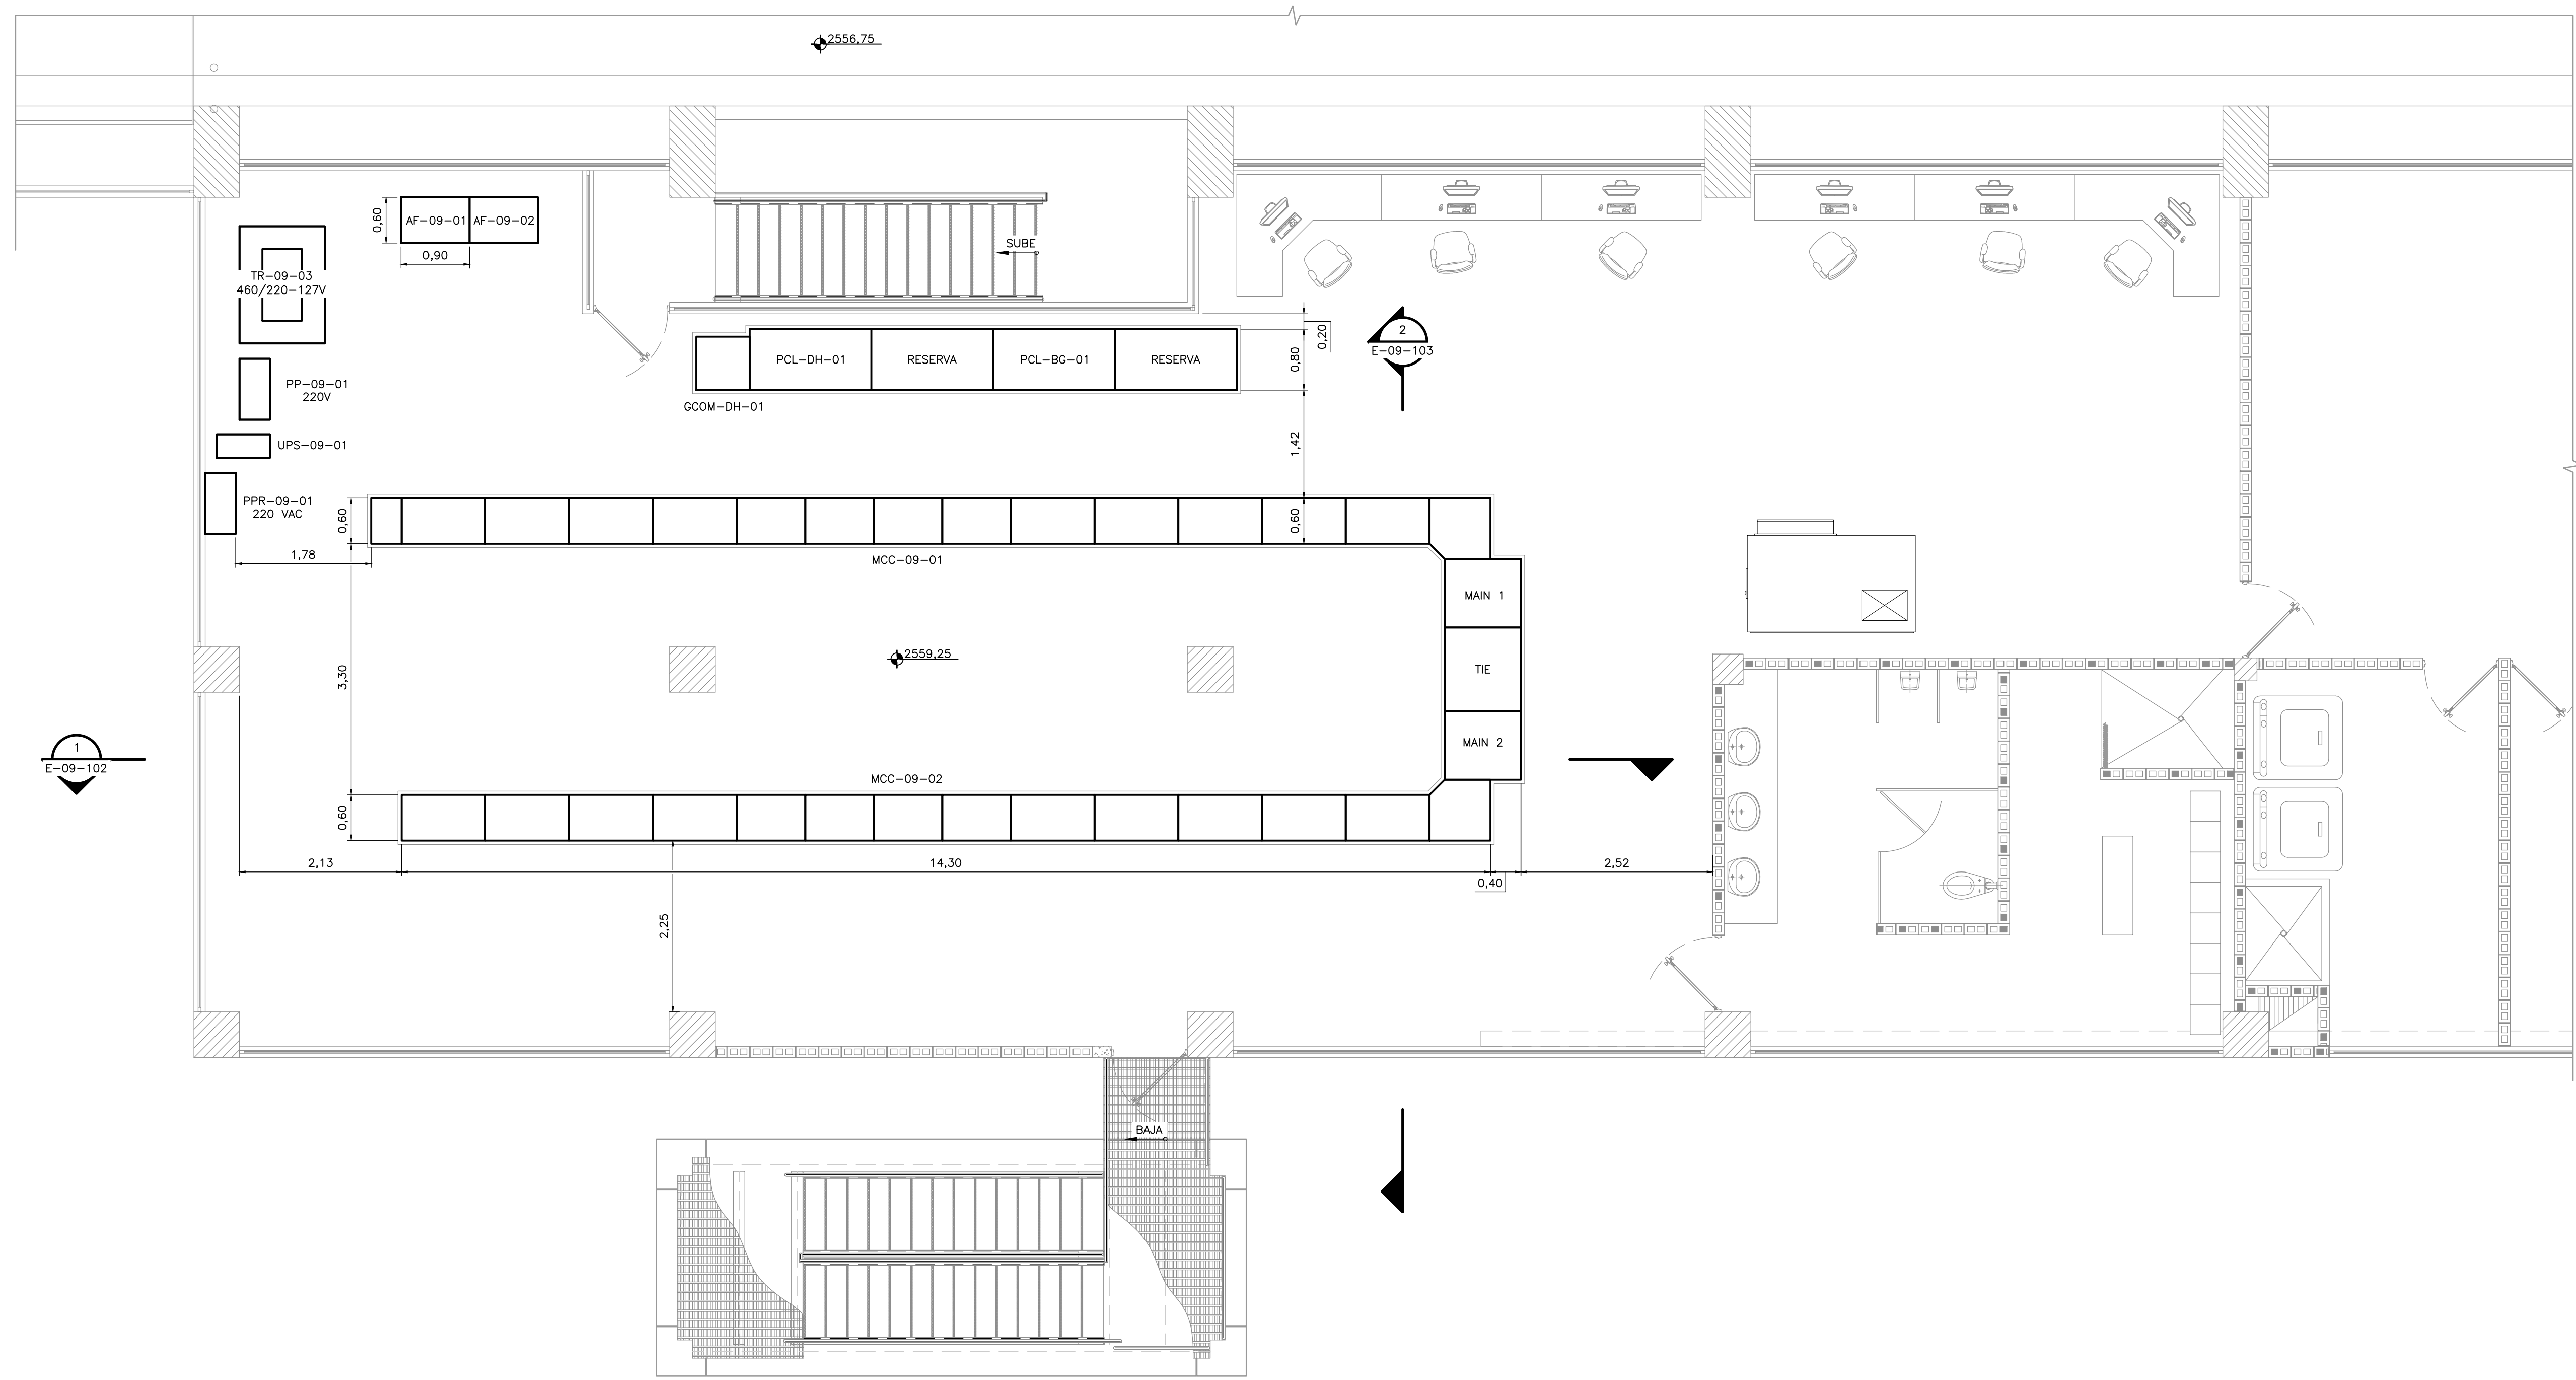 2556,75
AF-09-01
AF-09-02
0,60
0,90
TR-09-03
460/220-127V
SUBE
PCL-DH-01
RESERVA
PCL-BG-01
RESERVA
0,20
0,80
2
E-09-103
PP-09-01
220V
GCOM-DH-01
UPS-09-01
1,42
PPR-09-01
220 VAC
0,60
0,60
1,78
MCC-09-01
MAIN 1
2559,25
TIE
3,30
MAIN 2
1
E-09-102
MCC-09-02
0,60
2,13
14,30
0,40
2,52
2,25
BAJA